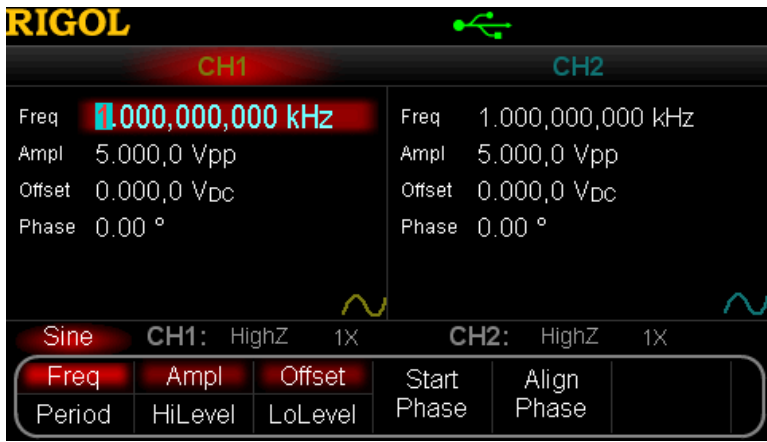 RIGOL
CH1 CH2
Freq 1.000,000,000 kHz Freq 1.000,000,000 kHz
Ampl 5.000,0 Vpp Ampl 5.000,0 Vpp
Offset 0.000,0 VDC Offset 0.000,0 VDC
Phase 0.00 ° Phase 0.00 °
Sine CH1: HighZ 1X CH2: HighZ 1X
Freq Ampl Offset Start Align
Period HiLevel LoLevel Phase Phase